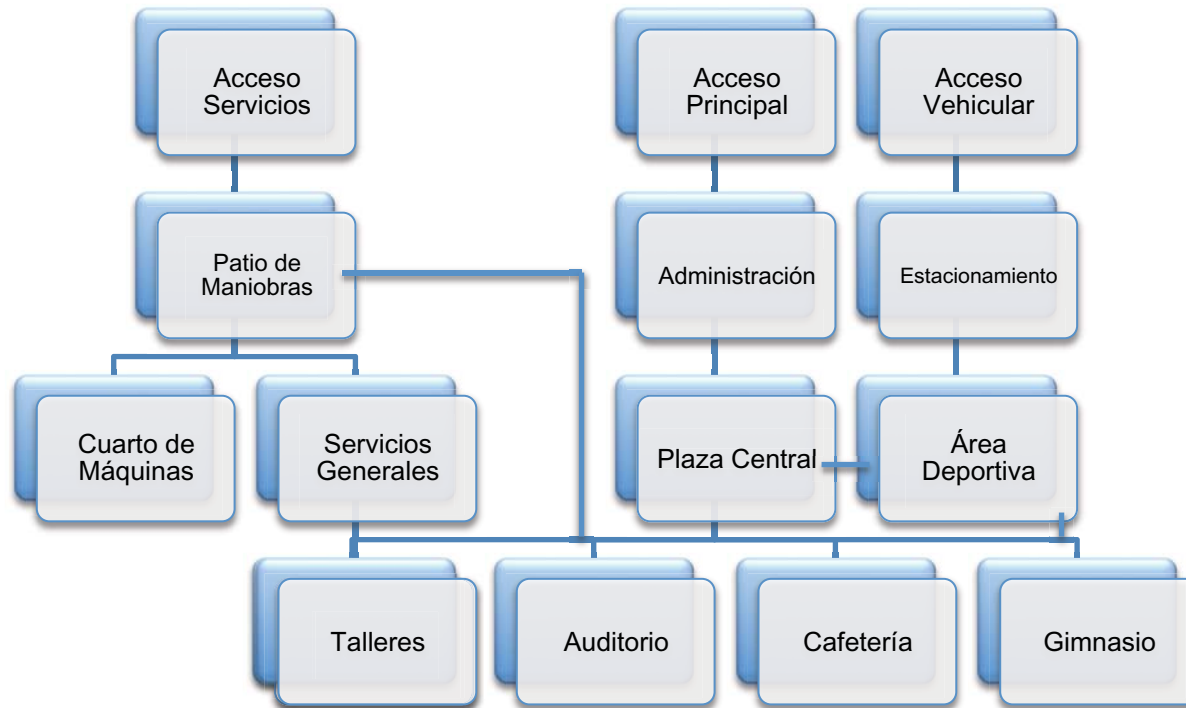 Acceso
Servicios
Acceso
Principal
Acceso
Vehicular
Patio de
Maniobras
Administración
Estacionamiento
Cuarto de
Máquinas
Servicios
Generales
Plaza Central
Área
Deportiva
Talleres
Auditorio
Cafetería
Gimnasio